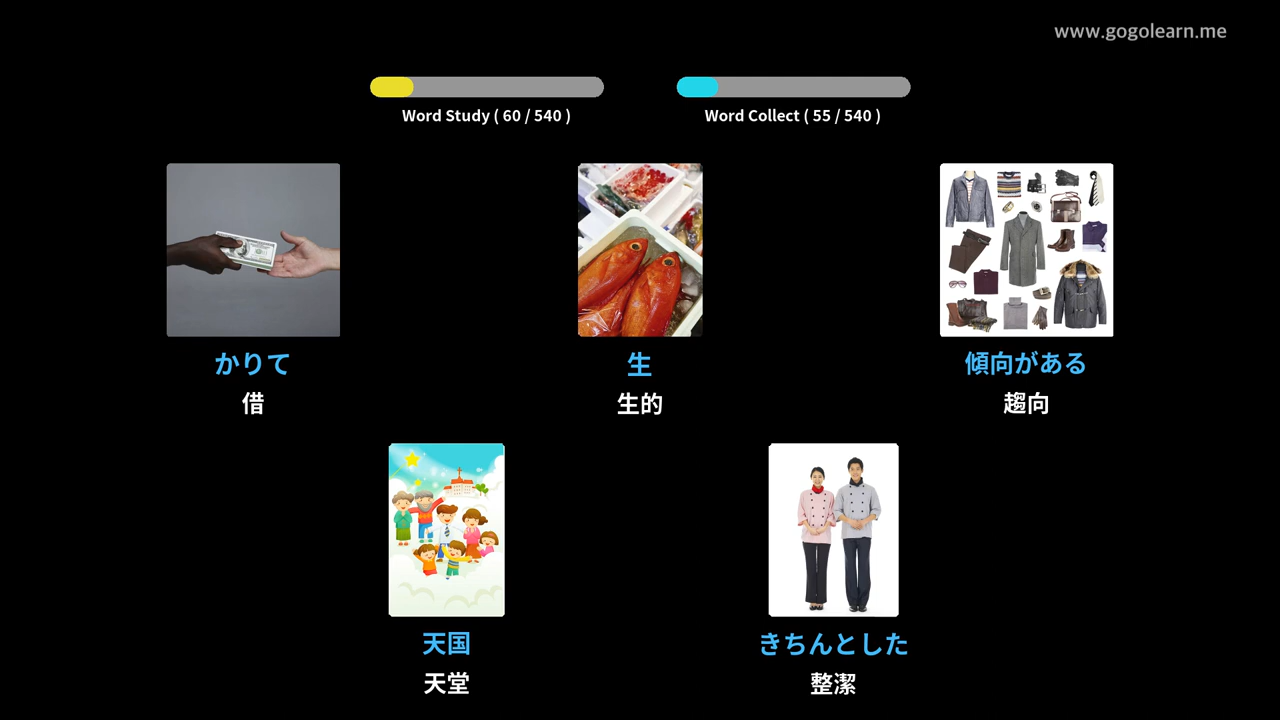 www.gogolearn.me
Word Study ( 60 / 540 )
Word Collect ( 55 / 540 )
かりて
借
生
生的
傾向がある
趨向
天国
天堂
きちんとした
整潔